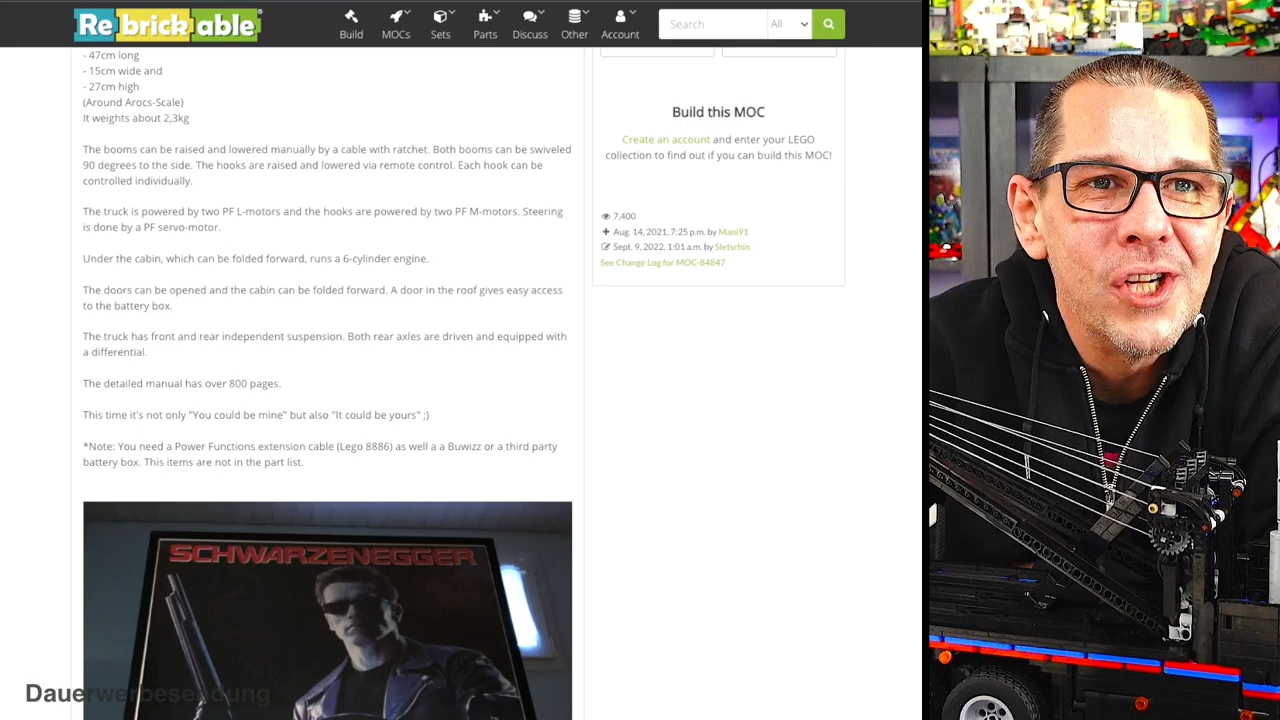 Rebrickable
Build
MOCs
Sets
Parts
Discuss
Other
Account
Search
All
- 47cm long
- 15cm wide and
- 27cm high
(Around Arocs-Scale)
It weights about 2,3kg
The booms can be raised and lowered manually by a cable with ratchet. Both booms can be swiveled
90 degrees to the side. The hooks are raised and lowered via remote control. Each hook can be
controlled individually.
The truck is powered by two PF L-motors and the hooks are powered by two PF M-motors. Steering
is done by a PF servo-motor.
Under the cabin, which can be folded forward, runs a 6-cylinder engine.
The doors can be opened and the cabin can be folded forward. A door in the roof gives easy access
to the battery box.
The truck has front and rear independent suspension. Both rear axles are driven and equipped with
a differential.
The detailed manual has over 800 pages.
This time it's not only "You could be mine" but also "It could be yours" ;)
*Note: You need a Power Functions extension cable (Lego 8886) as well a a Buwizz or a third party
battery box. This items are not in the part list.
SCHWARZENEGGER
Dauerwerbesendung
Build this MOC
Create an account and enter your LEGO
collection to find out if you can build this MOC!
7,400
Aug. 14, 2021, 7:25 p.m. by Mani91
Sept. 9, 2022, 1:01 a.m. by Sletschin
See Change Log for MOC-84847